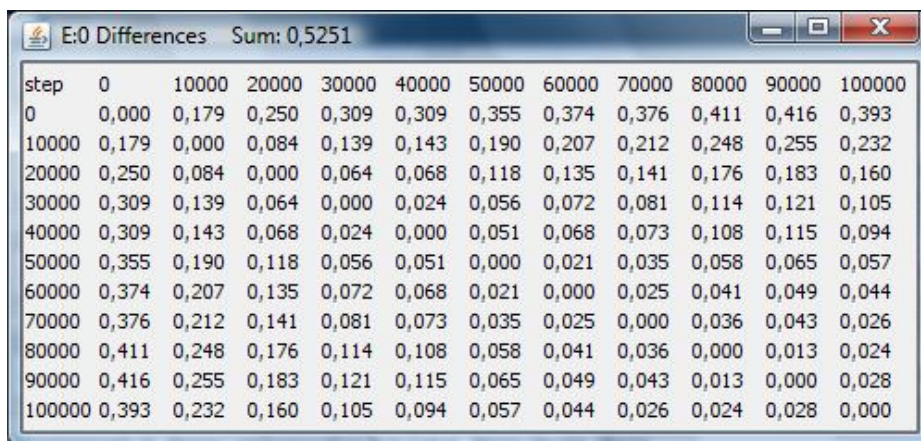 E:0 Differences Sum: 0,5251
step 0 10000 20000 30000 40000 50000 60000 70000 80000 90000 100000
0 0,000 0,179 0,250 0,309 0,309 0,355 0,374 0,376 0,411 0,416 0,393
10000 0,179 0,000 0,084 0,139 0,143 0,190 0,207 0,212 0,248 0,255 0,232
20000 0,250 0,084 0,000 0,064 0,068 0,118 0,135 0,141 0,176 0,183 0,160
30000 0,309 0,139 0,064 0,000 0,024 0,056 0,072 0,081 0,114 0,121 0,105
40000 0,309 0,143 0,068 0,024 0,000 0,051 0,068 0,073 0,108 0,115 0,094
50000 0,355 0,190 0,118 0,056 0,051 0,000 0,021 0,035 0,058 0,065 0,057
60000 0,374 0,207 0,135 0,072 0,068 0,021 0,000 0,025 0,041 0,049 0,044
70000 0,376 0,212 0,141 0,081 0,073 0,035 0,025 0,000 0,036 0,043 0,026
80000 0,411 0,248 0,176 0,114 0,108 0,058 0,041 0,036 0,000 0,013 0,024
90000 0,416 0,255 0,183 0,121 0,115 0,065 0,049 0,043 0,013 0,000 0,028
100000 0,393 0,232 0,160 0,105 0,094 0,057 0,044 0,026 0,024 0,028 0,000